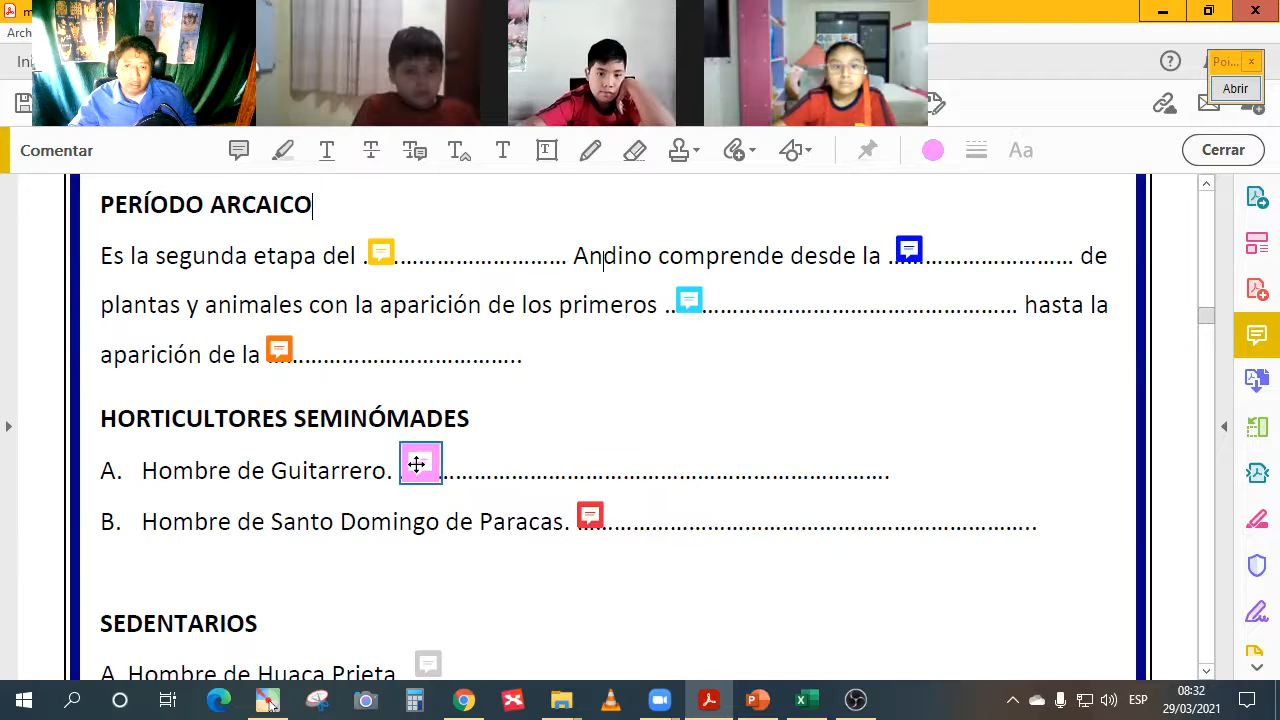 Poi...
Abrir
Arch
Comentar
Cerrar
PERÍODO ARCAICO
Es la segunda etapa del .……………………… Andino comprende desde la ……………………… de
plantas y animales con la aparición de los primeros ……………………………………… hasta la
aparición de la ………………………………..
HORTICULTORES SEMINÓMADES
A. Hombre de Guitarrero. ……………………………………………………………….
B. Hombre de Santo Domingo de Paracas. ………………………………………………………..
SEDENTARIOS
A. Hombre de Huaca Prieta
ESP
08:32
29/03/2021